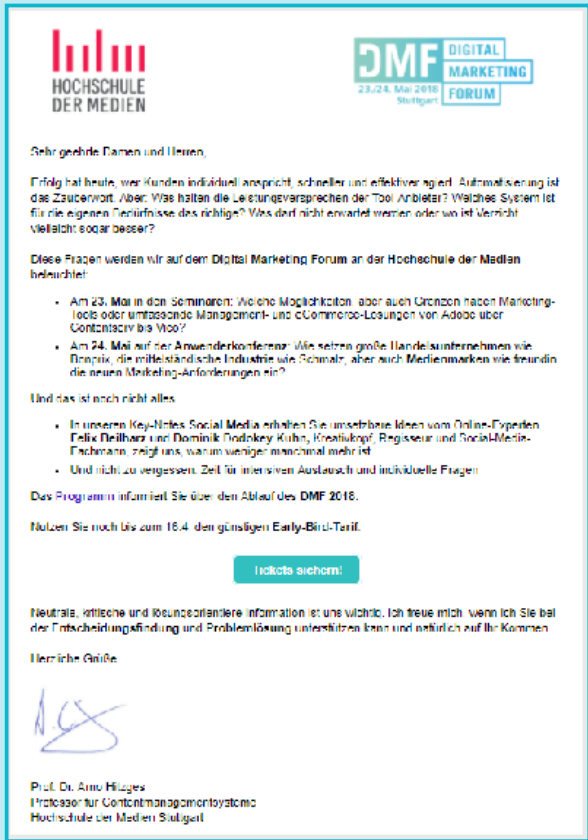 HOCHSCHULE
DER MEDIEN
DMF DIGITAL
MARKETING
FORUM
23./24. Mai 2018
Stuttgart
Sehr geehrte Damen und Herren,
Erfolg hat heute, wer Kunden individuell anspricht, schneller und effektiver agiert. Automatisierung ist
das Zauberwort. Aber: Was halten die Leistungsversprechen der Tool-Anbieter? Welches System ist
für die eigenen Bedürfnisse das richtige? Was darf nicht erwartet werden oder wo ist Verzicht
vielleicht sogar besser?
Diese Fragen werden wir auf dem Digital Marketing Forum an der Hochschule der Medien
beleuchtet:
• Am 23. Mai in den Seminaren: Welche Möglichkeiten, aber auch Grenzen haben Marketing-
Tools oder umfassende Management- und eCommerce-Lösungen von Adobe über
Contentserv bis Vico?
• Am 24. Mai auf der Anwenderkonferenz: Wie setzen große Handelsunternehmen wie
Bonprix, die mittelständische Industrie wie Schmalz, aber auch Medienmarken wie freundin
die neuen Marketing-Anforderungen ein?
Und das ist noch nicht alles
• In unseren Key-Notes Social Media erhalten Sie umsetzbare Ideen vom Online-Experten
Felix Beilharz und Dominik Dodokey Kuhn, Kreativkopf, Regisseur und Social-Media-
Fachmann, zeigt uns, warum weniger manchmal mehr ist
• Und nicht zu vergessen: Zeit für intensiven Austausch und individuelle Fragen
Das Programm informiert Sie über den Ablauf des DMF 2018.
Nutzen Sie noch bis zum 16.4. den günstigen Early-Bird-Tarif.
Tickets sichern!
Neutrale, kritische und lösungsorientiere Information ist uns wichtig. Ich freue mich, wenn ich Sie bei
der Entscheidungsfindung und Problemlösung unterstützen kann und natürlich auf Ihr Kommen
Herzliche Grüße
Prof. Dr. Arno Hitzges
Professor für Contentmanagementsysteme
Hochschule der Medien Stuttgart